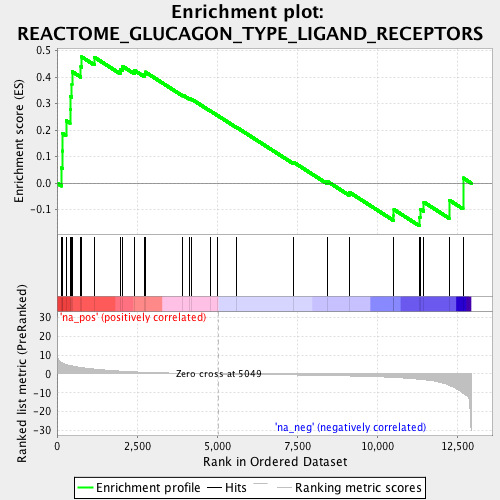 Enrichment plot:
REACTOME_GLUCAGON_TYPE_LIGAND_RECEPTORS
Enrichment score (ES)
0.5
0.4
0.3
0.2
0.1
0.0
-0.1
'na_pos' (positively correlated)
Ranked list metric (PreRanked)
30
20
10
0
-10
-20
-30
Zero cross at 5049
'na_neg' (negatively correlated)
0
2,500
5,000
7,500
10,000
12,500
Rank in Ordered Dataset
Enrichment profile
Hits
Ranking metric scores